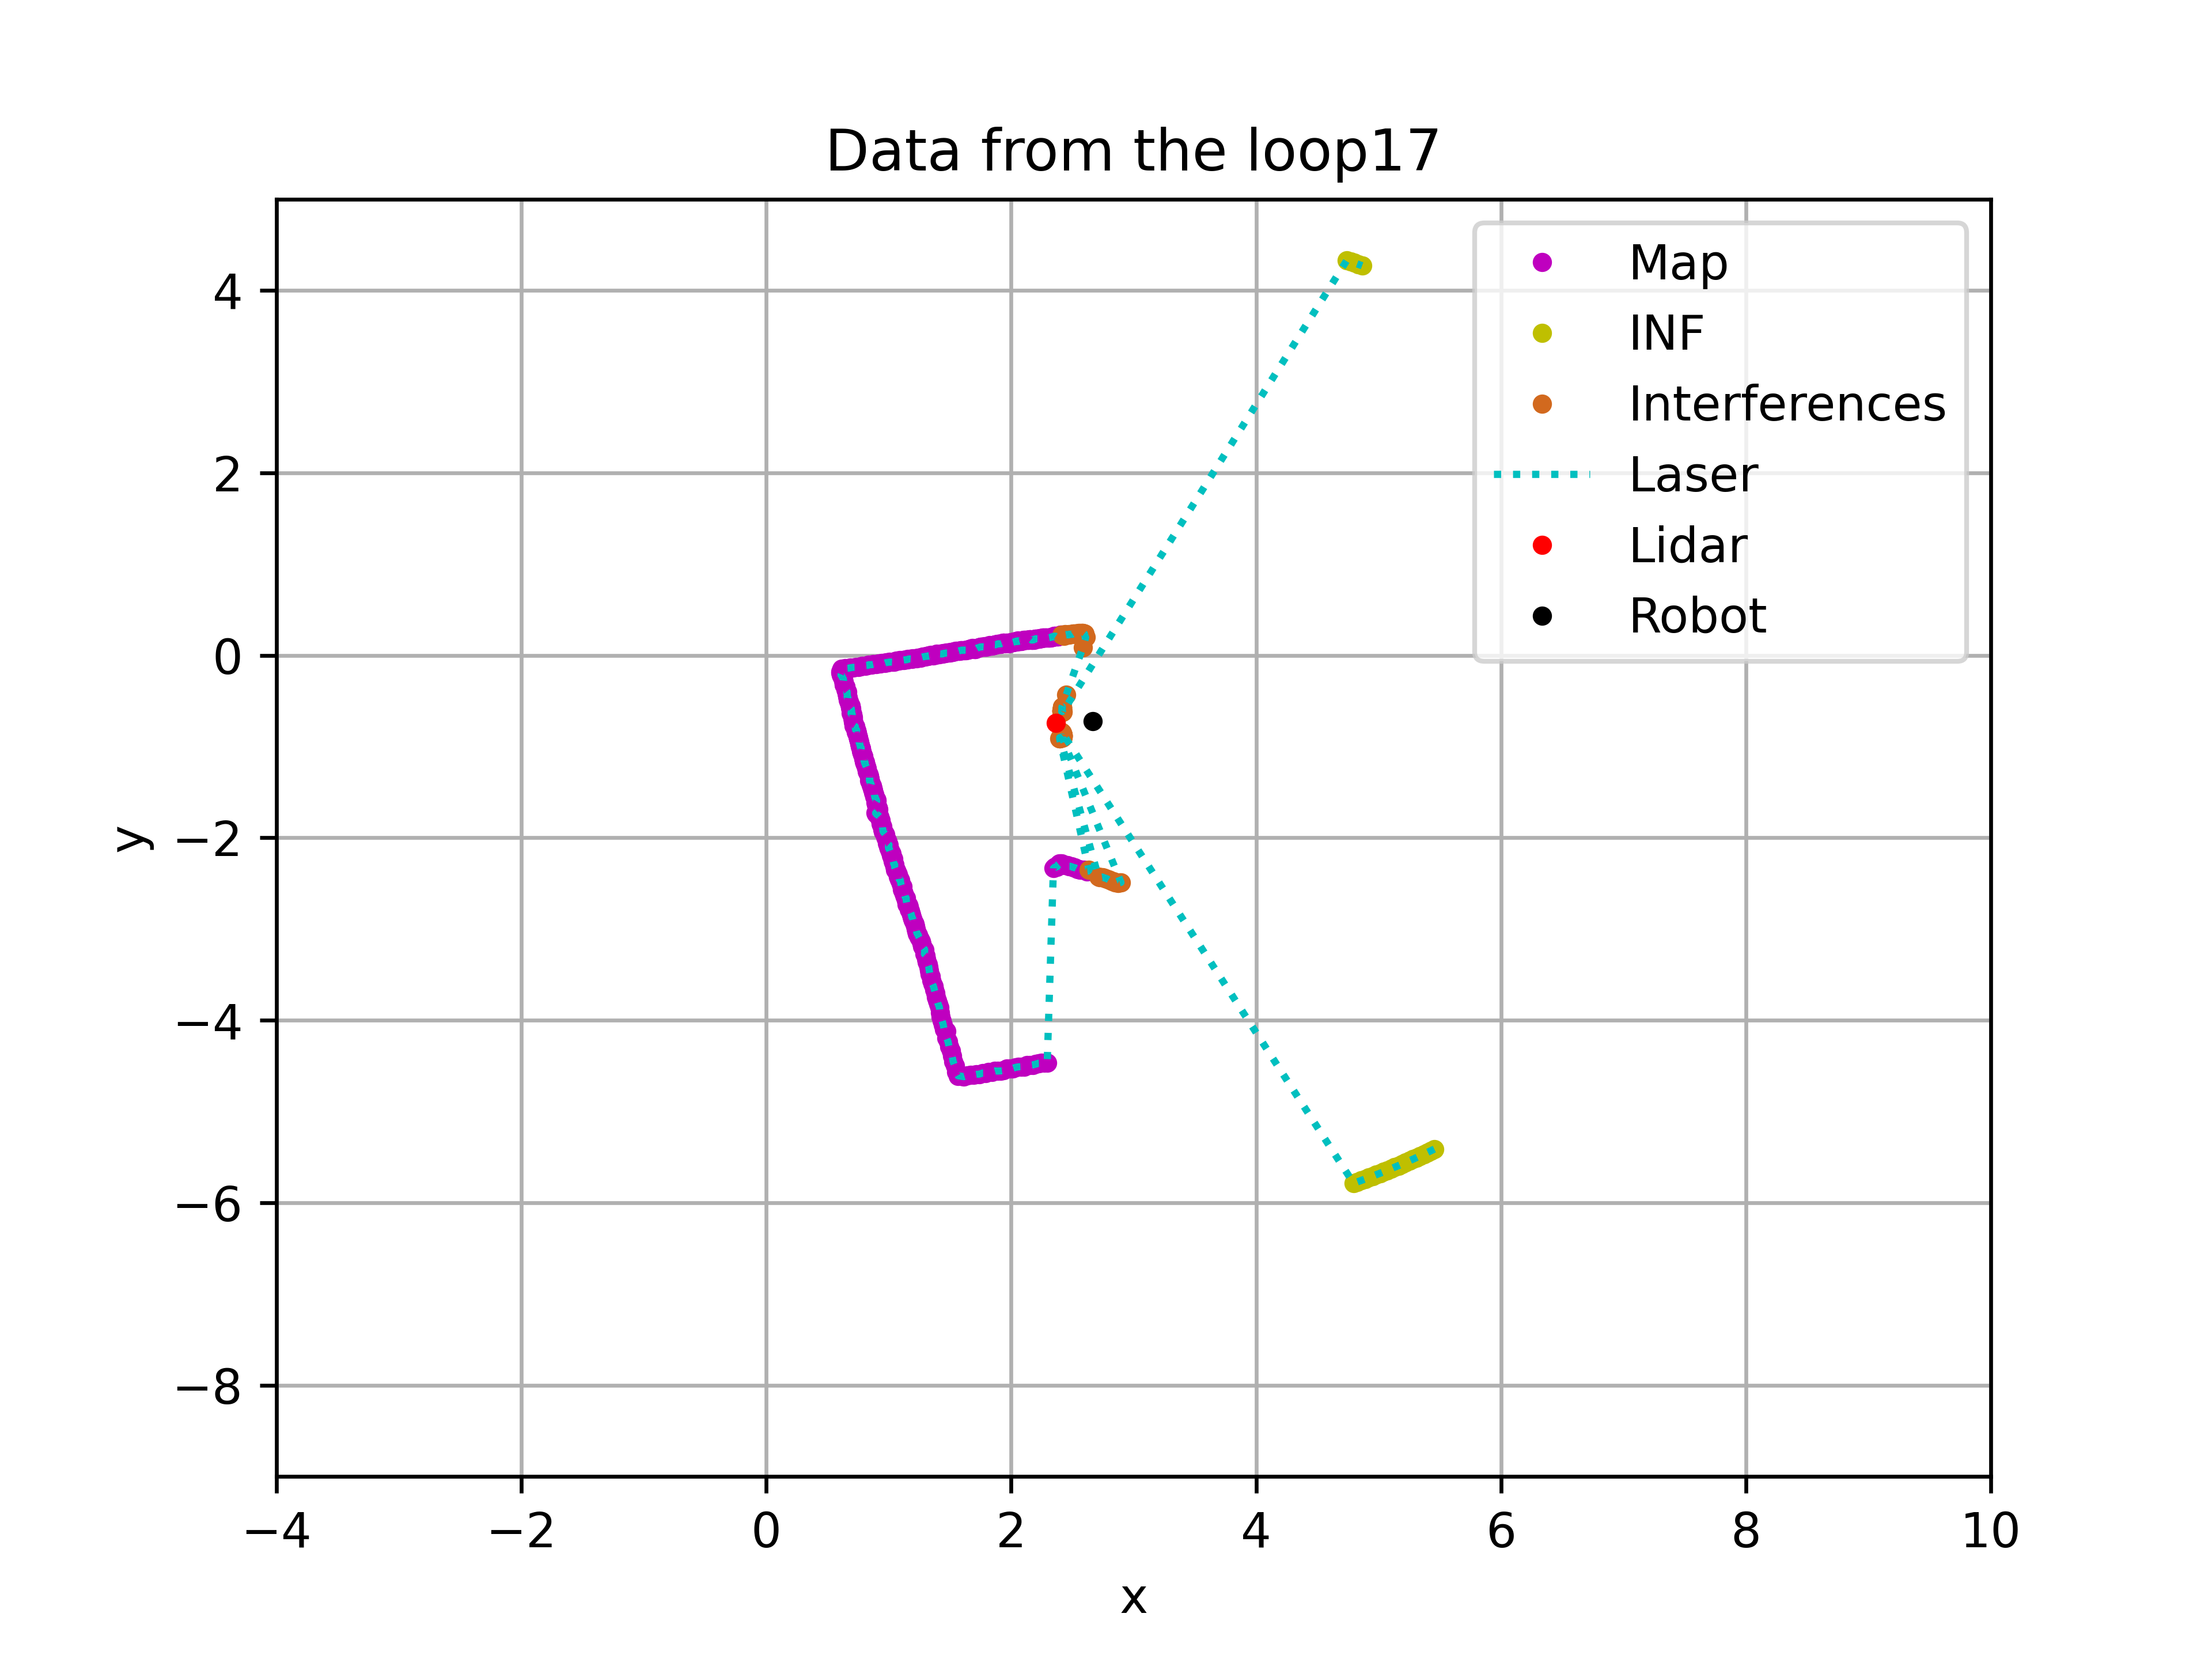 Data from the loop17
Map
INF
Interferences
Laser
Lidar
Robot
4
2
0
−2
−4
−6
−8
y
−4 −2 0 2 4 6 8 10
x